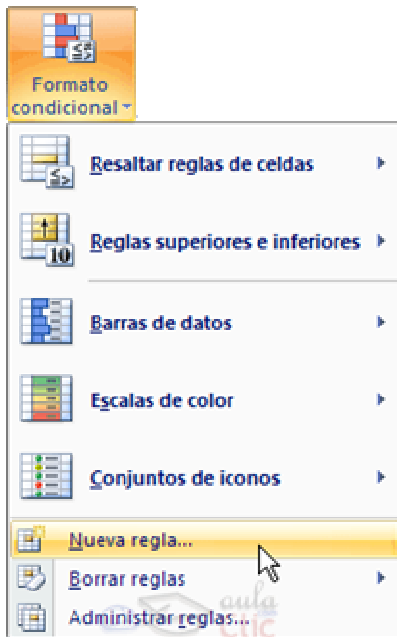 Formato
condicional
Resaltar reglas de celdas
10
Reglas superiores e inferiores
Barras de datos
Escalas de color
Conjuntos de iconos
Nueva regla...
Borrar reglas
Administrar reglas...
aula
clic